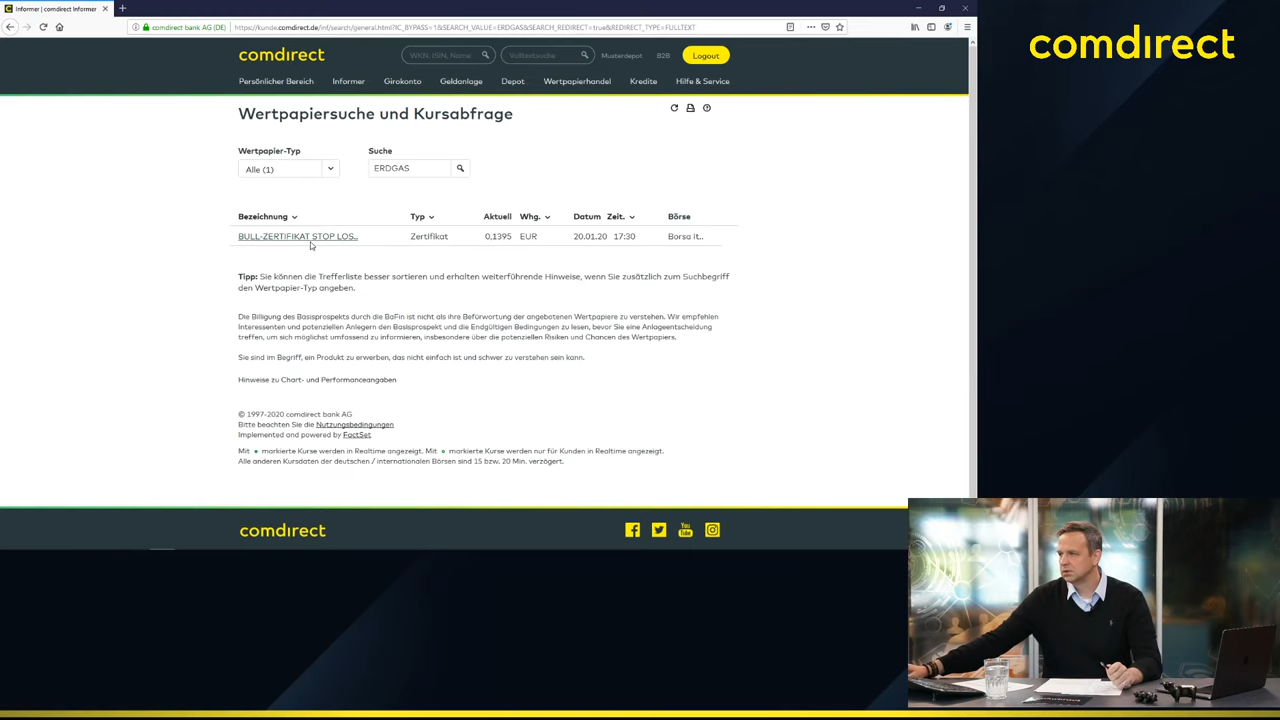 Informer | comdirect Informer
comdirect bank AG (DE) https://kunde.comdirect.de/inf/search/general.html?IC_BYPASS=1&SEARCH_VALUE=ERDGAS&SEARCH_REDIRECT=true&REDIRECT_TYPE=FULLTEXT
comdirect
comdirect WKN, ISIN, Name Volltextsuche Musterdepot B2B Logout
Persönlicher Bereich Informer Girokonto Geldanlage Depot Wertpapierhandel Kredite Hilfe & Service
Wertpapiersuche und Kursabfrage
Wertpapier-Typ Suche
Alle (1) ERDGAS
Bezeichnung Typ Aktuell Whg. Datum Zeit. Börse
BULL-ZERTIFIKAT STOP LOS... Zertifikat 0,1395 EUR 20.01.20 17:30 Borsa It...
Tipp: Sie können die Trefferliste besser sortieren und erhalten weiterführende Hinweise, wenn Sie zusätzlich zum Suchbegriff
den Wertpapier-Typ angeben.
Die Billigung des Basisprospekts durch die BaFin ist nicht als ihre Befürwortung der angebotenen Wertpapiere zu verstehen. Wir empfehlen
Interessenten und potenziellen Anlegern den Basisprospekt und die Endgültigen Bedingungen zu lesen, bevor Sie eine Anlageentscheidung
treffen, um sich möglichst umfassend zu informieren, insbesondere über die potenziellen Risiken und Chancen des Wertpapiers.
Sie sind im Begriff, ein Produkt zu erwerben, das nicht einfach ist und schwer zu verstehen sein kann.
Hinweise zu Chart- und Performanceangaben
© 1997-2020 comdirect bank AG
Bitte beachten Sie die Nutzungsbedingungen
Implemented and powered by FactSet
Mit markierte Kurse werden in Realtime angezeigt. Mit markierte Kurse werden nur für Kunden in Realtime angezeigt.
Alle anderen Kursdaten der deutschen / internationalen Börsen sind 15 bzw. 20 Min. verzögert.
comdirect
You
Tube